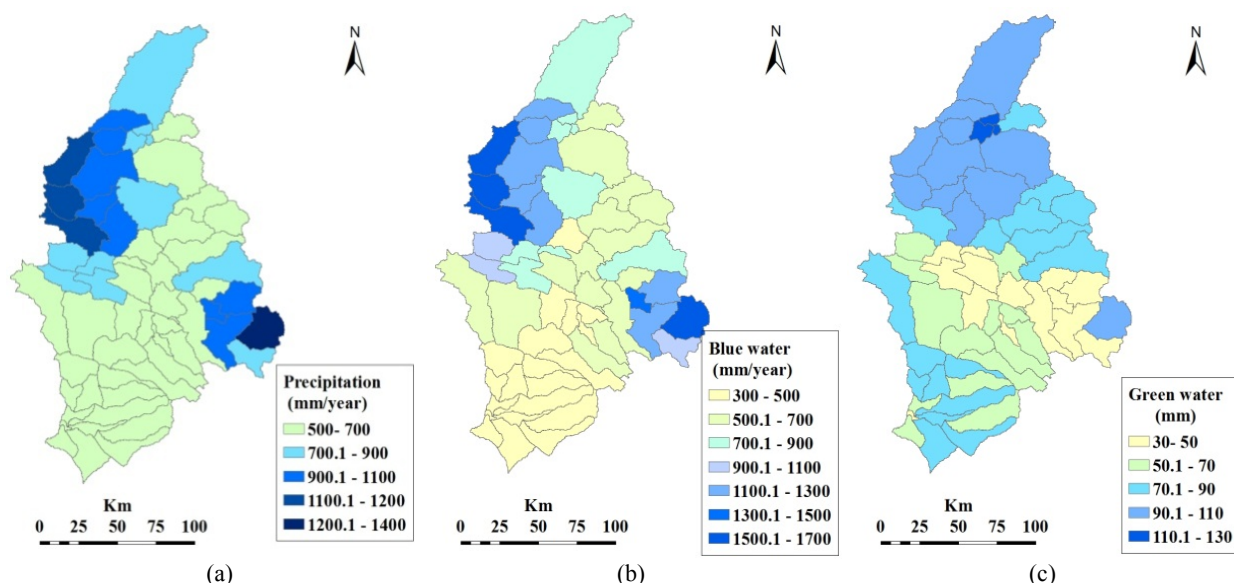 N
Precipitation
(mm/year)
500- 700
700.1 - 900
900.1 - 1100
1100.1 - 1200
1200.1 - 1400
Km
0 25 50 75 100
(a)
N
Blue water
(mm/year)
300 - 500
500.1 - 700
700.1 - 900
900.1 - 1100
1100.1 - 1300
1300.1 - 1500
1500.1 - 1700
Km
0 25 50 75 100
(b)
N
Green water
(mm)
30- 50
50.1 - 70
70.1 - 90
90.1 - 110
110.1 - 130
Km
0 25 50 75 100
(c)